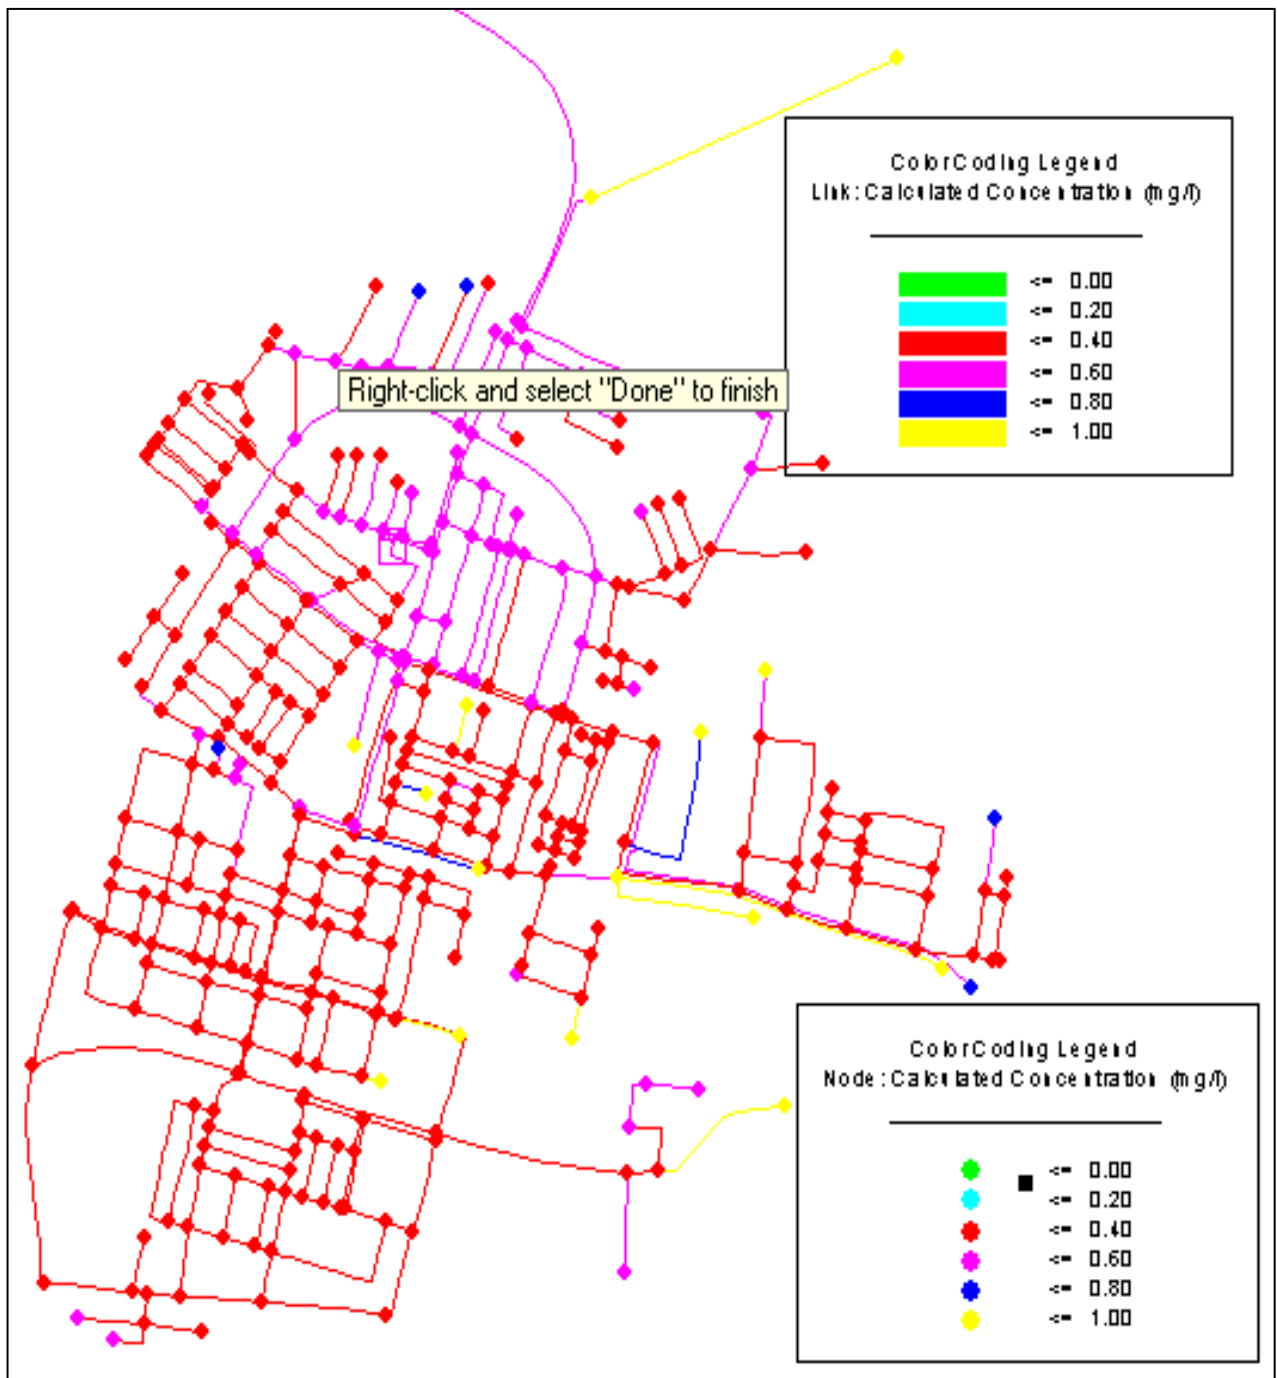 Color Coding Legend
Link: Calculated Concentration (mg/l)
<= 0.00
<= 0.20
<= 0.40
<= 0.60
<= 0.80
<= 1.00
Right-click and select "Done" to finish
Color Coding Legend
Node: Calculated Concentration (mg/l)
<= 0.00
<= 0.20
<= 0.40
<= 0.60
<= 0.80
<= 1.00